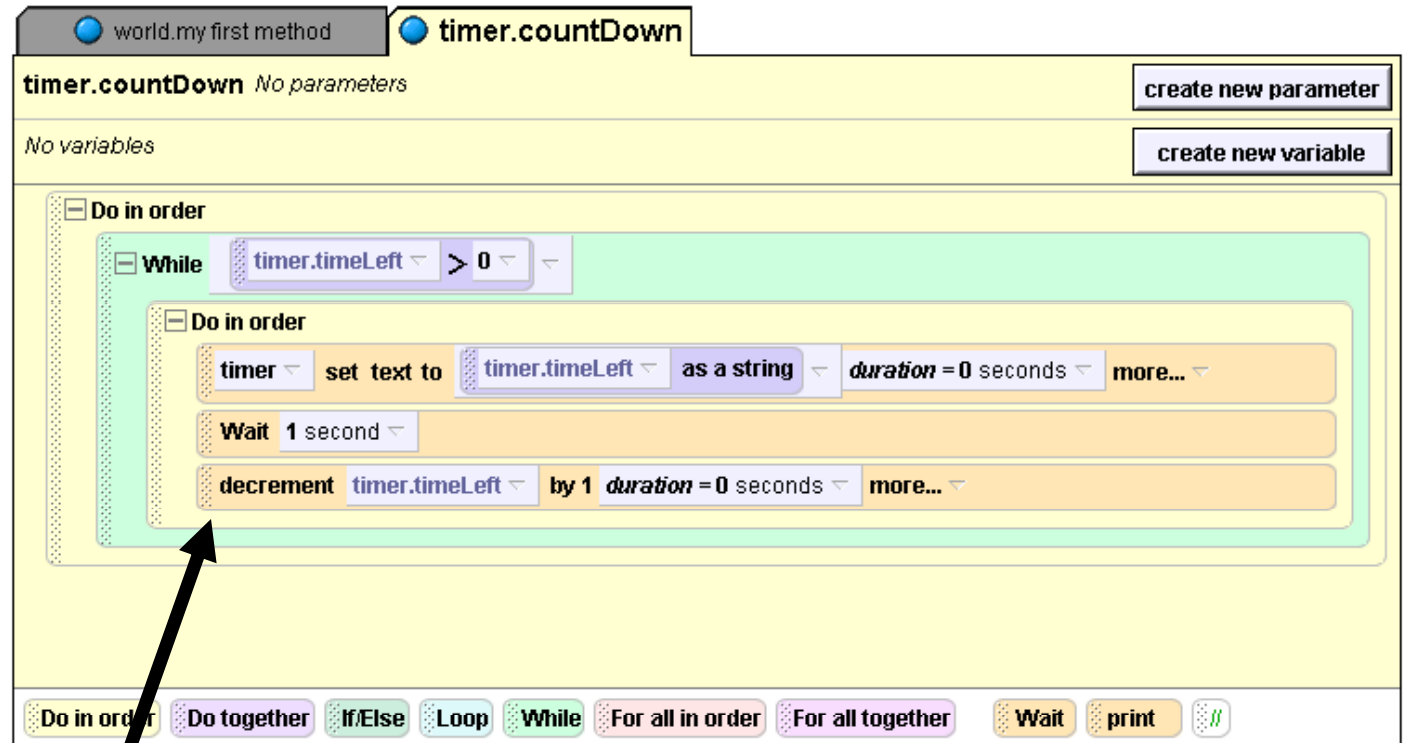 world.my first method timer.countDown
timer.countDown No parameters create new parameter
No variables create new variable
Do in order
While timer.timeLeft > 0
Do in order
timer set text to timer.timeLeft as a string duration = 0 seconds more...
Wait 1 second
decrement timer.timeLeft by 1 duration = 0 seconds more...
Do in order Do together If/Else Loop While For all in order For all together Wait print //